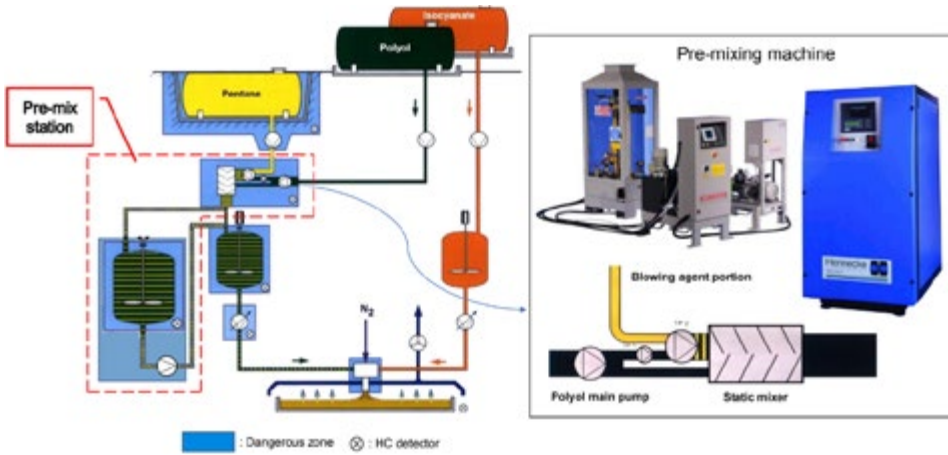 Isocyanate
Polyol
Pentane
Pre-mix
station
N₂
: Dangerous zone
: HC detector
Pre-mixing machine
Hennecke
Blowing agent portion
Polyol main pump
Static mixer